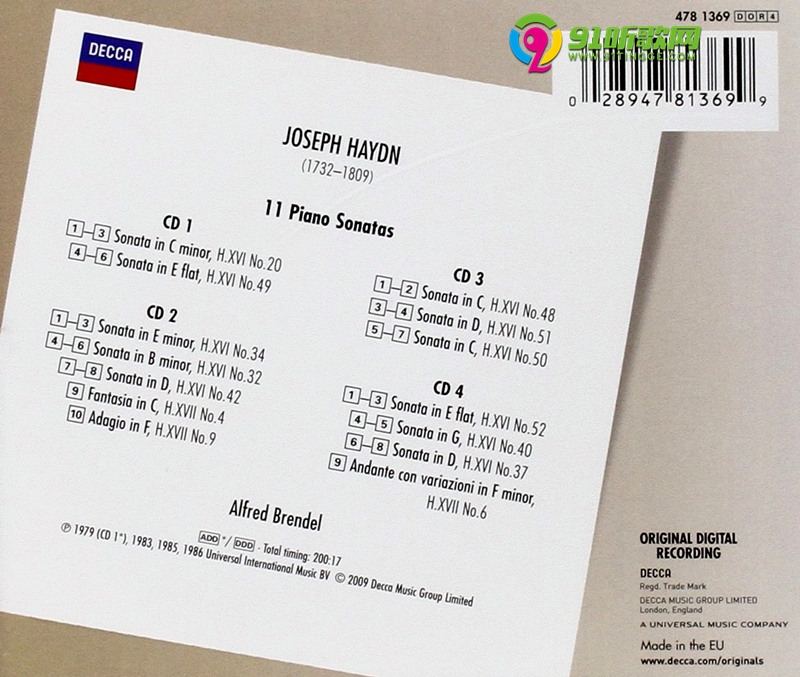 478 1369 DDR4
91听歌网
WWW.91TINGGE.COM
0 28947 81369 9
DECCA
JOSEPH HAYDN
(1732–1809)
11 Piano Sonatas
CD 1
1–3 Sonata in C minor, H.XVI No.20
4–6 Sonata in E flat, H.XVI No.49
CD 2
1–3 Sonata in E minor, H.XVI No.34
4–6 Sonata in B minor, H.XVI No.32
7–8 Sonata in D, H.XVI No.42
9 Fantasia in C, H.XVII No.4
10 Adagio in F, H.XVII No.9
CD 3
1–2 Sonata in C, H.XVI No.48
3–4 Sonata in D, H.XVI No.51
5–7 Sonata in C, H.XVI No.50
CD 4
1–3 Sonata in E flat, H.XVI No.52
4–5 Sonata in G, H.XVI No.40
6–8 Sonata in D, H.XVI No.37
9 Andante con variazioni in F minor,
H.XVII No.6
Alfred Brendel
ADD */ DDD · Total timing: 200:17
℗ 1979 (CD 1*), 1983, 1985, 1986 Universal International Music BV © 2009 Decca Music Group Limited
ORIGINAL DIGITAL
RECORDING
DECCA
Regd. Trade Mark
DECCA MUSIC GROUP LIMITED
London, England
A UNIVERSAL MUSIC COMPANY
Made in the EU
www.decca.com/originals